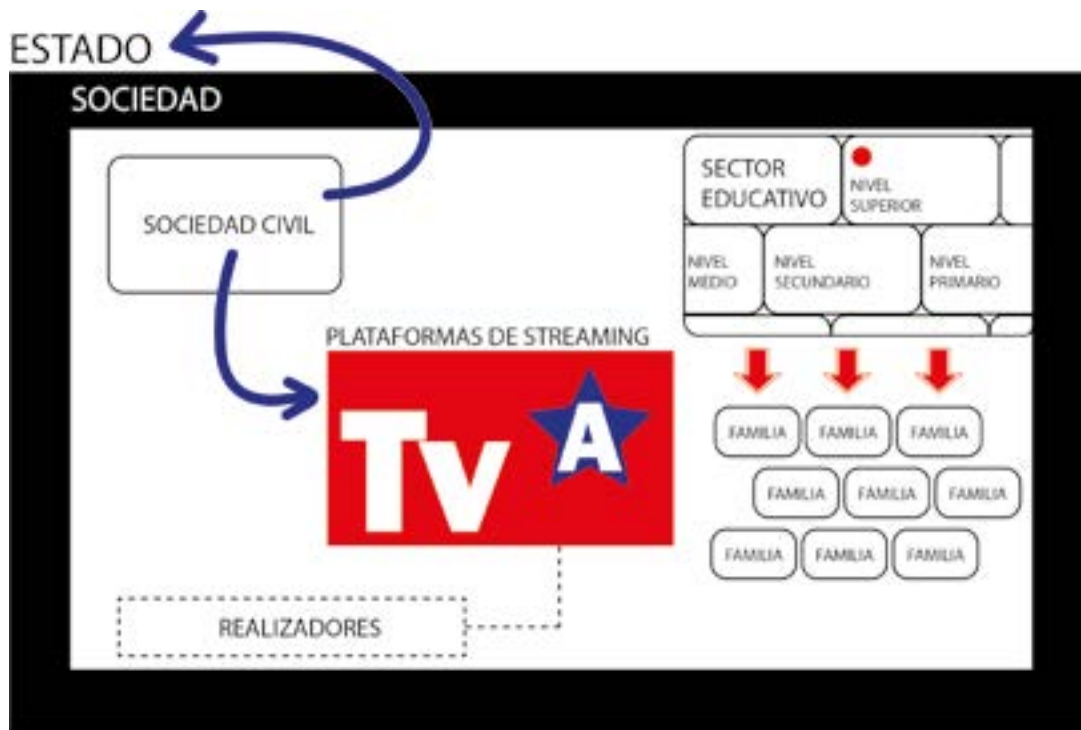 ESTADO
SOCIEDAD
SOCIEDAD CIVIL
SECTOR
EDUCATIVO
NIVEL
SUPERIOR
NIVEL
MEDIO
NIVEL
SECUNDARIO
NIVEL
PRIMARIO
PLATAFORMAS DE STREAMING
Tv A
FAMILIA FAMILIA FAMILIA
FAMILIA FAMILIA FAMILIA
FAMILIA FAMILIA FAMILIA
REALIZADORES